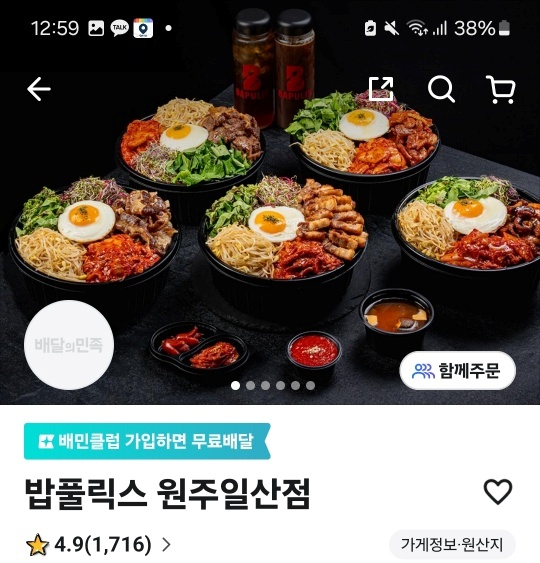 12:59
TALK
38%
배달의민족
함께주문
배민클럽 가입하면 무료배달
밥풀릭스 원주일산점
4.9(1,716)
가게정보·원산지